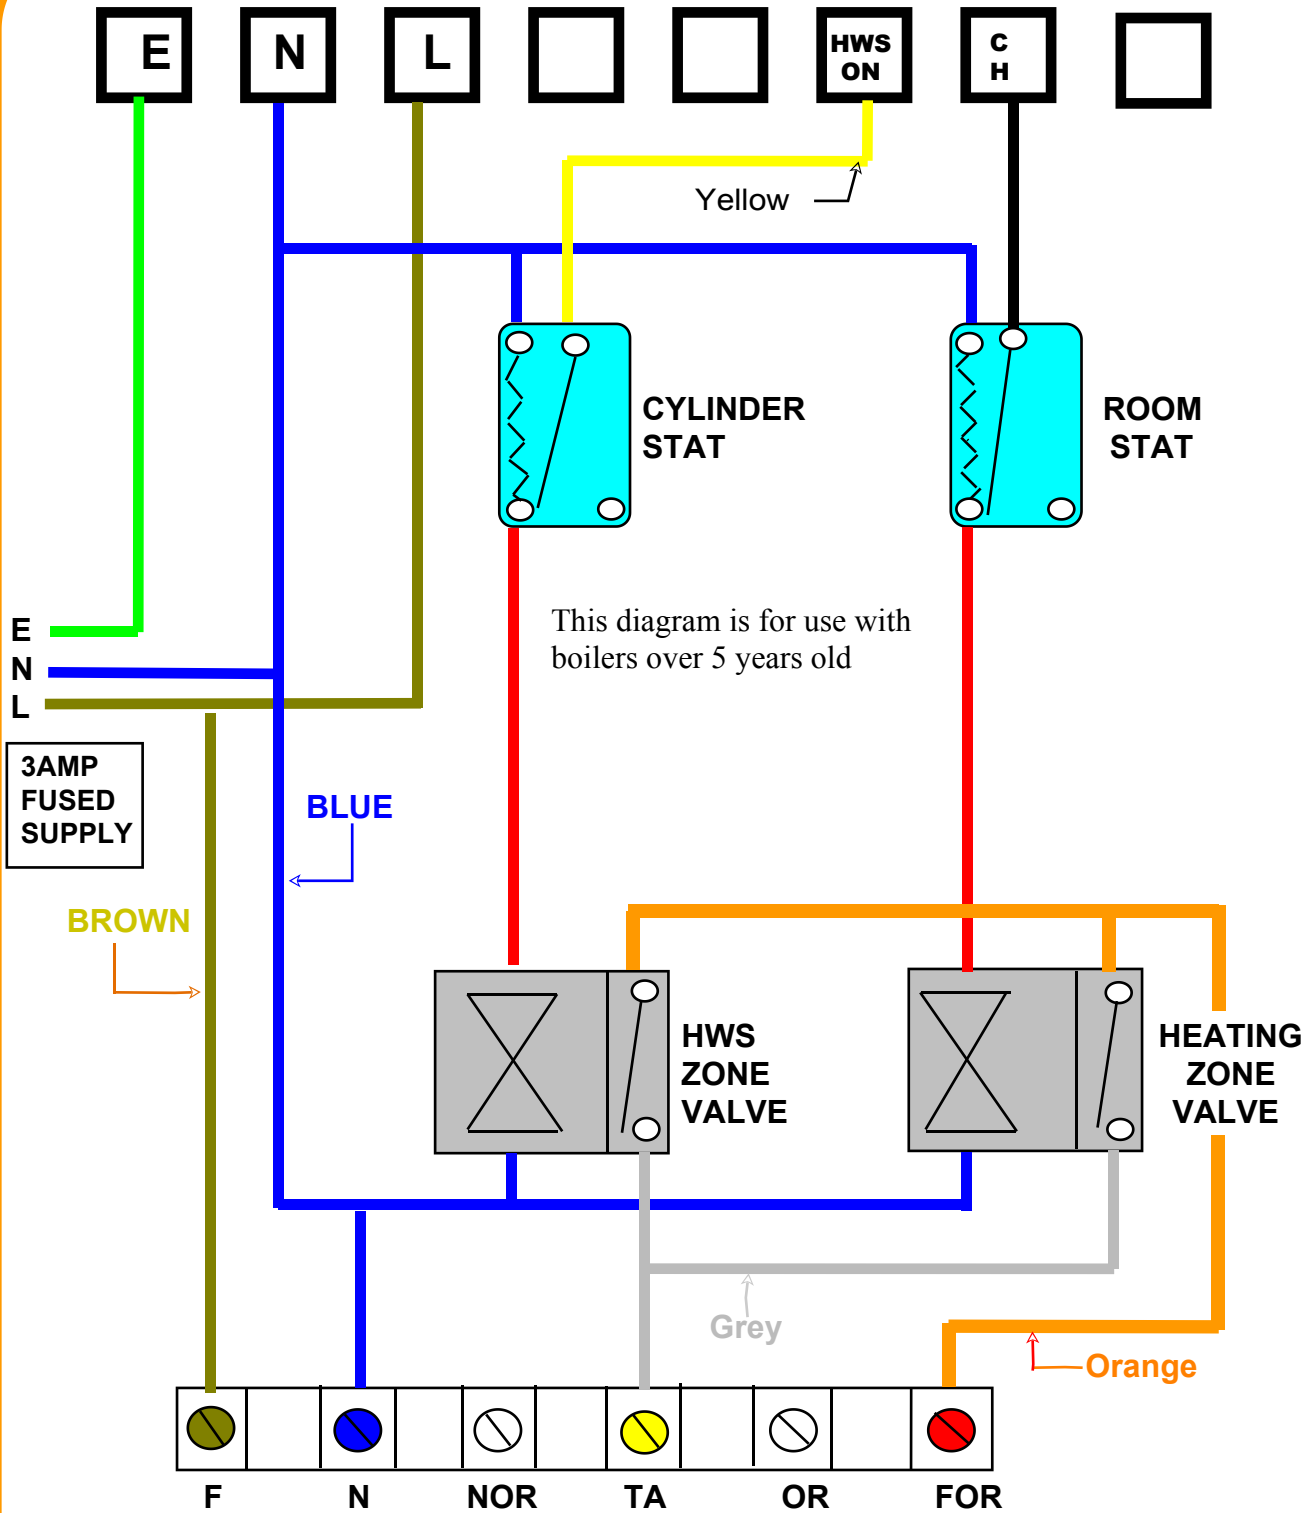 E N L HWS ON C H
Yellow
CYLINDER
STAT
ROOM
STAT
This diagram is for use with
boilers over 5 years old
E
N
L
3AMP
FUSED
SUPPLY
BLUE
BROWN
HWS
ZONE
VALVE
HEATING
ZONE
VALVE
Grey
Orange
F N NOR TA OR FOR